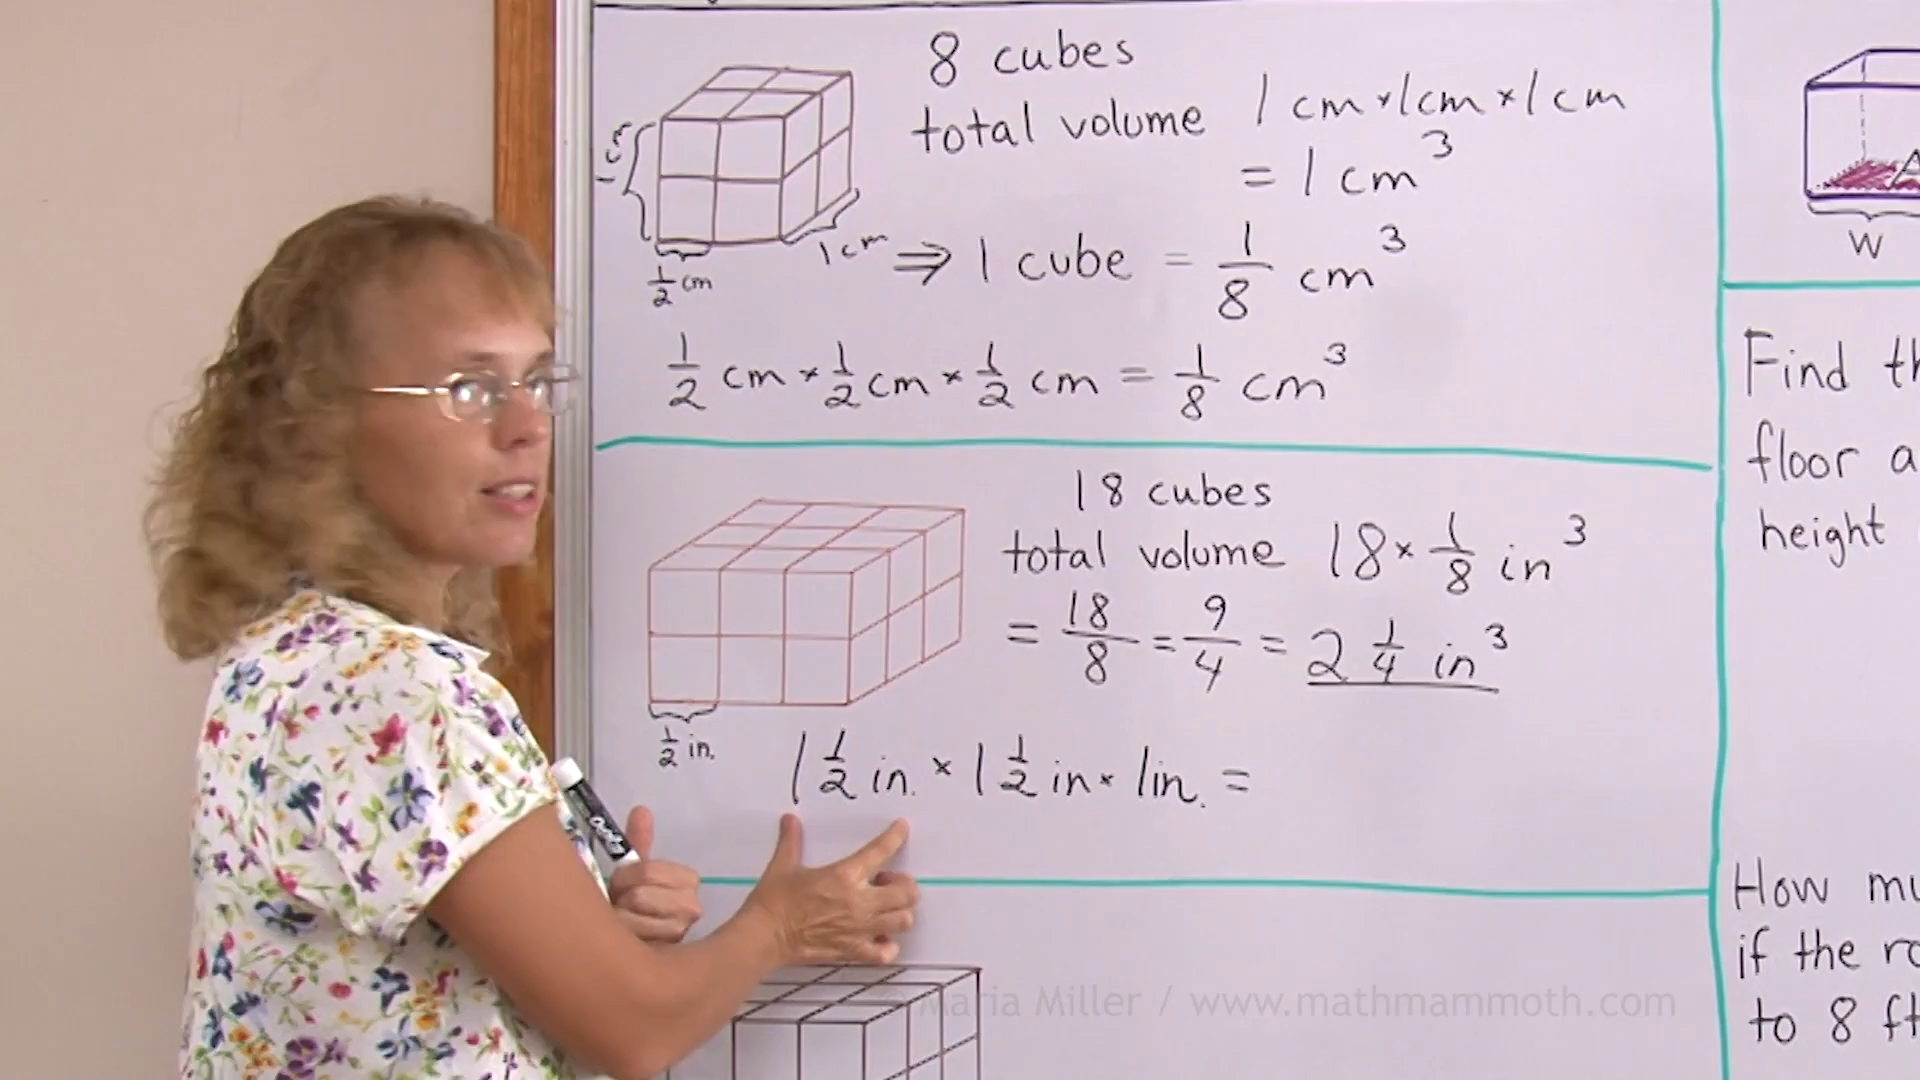 8 cubes
total volume 1 cm × 1 cm × 1 cm
= 1 cm³
1 cm
1 cm
½ cm
⇒ 1 cube = 1/8 cm³
½ cm × ½ cm × ½ cm = 1/8 cm³
18 cubes
total volume 18 × 1/8 in³
= 18/8 = 9/4 = 2 ¼ in³
½ in.
1 ½ in. × 1 ½ in × 1 in. =
W
Find
floor
height
How
if the
to 8 ft
Maria Miller / www.mathmammoth.com